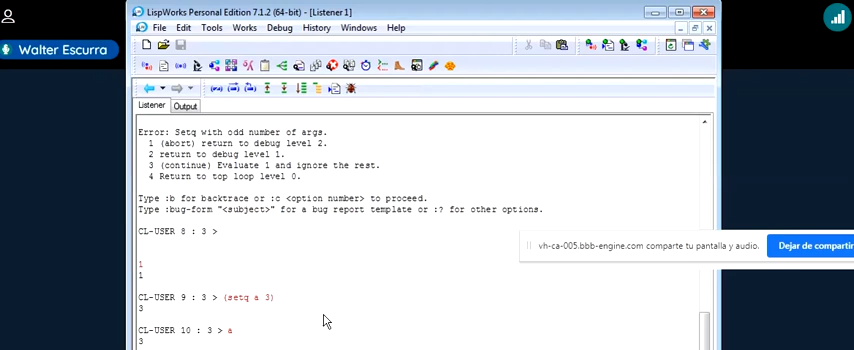 LispWorks Personal Edition 7.1.2 (64-bit) - [Listener 1]
File Tools Works Debug History Windows Help
Walter Escurra
Listener Output
Error: Setq with odd number of args.
1 (abort) return to debug level 2.
2 return to debug level 1.
3 (continue) Evaluate 1 and ignore the rest.
4 Return to top loop level 0.
Type :b for backtrace or :c <option number> to proceed.
Type :bug-form "<subject>" for a bug report template or :? for other options.
CL-USER 8 : 3 >
vh-ca-005.bbb-engine.com comparte tu pantalla y audio.
Dejar de compartir
1
1
CL-USER 9 : 3 > (setq a 3)
3
CL-USER 10 : 3 > a
3